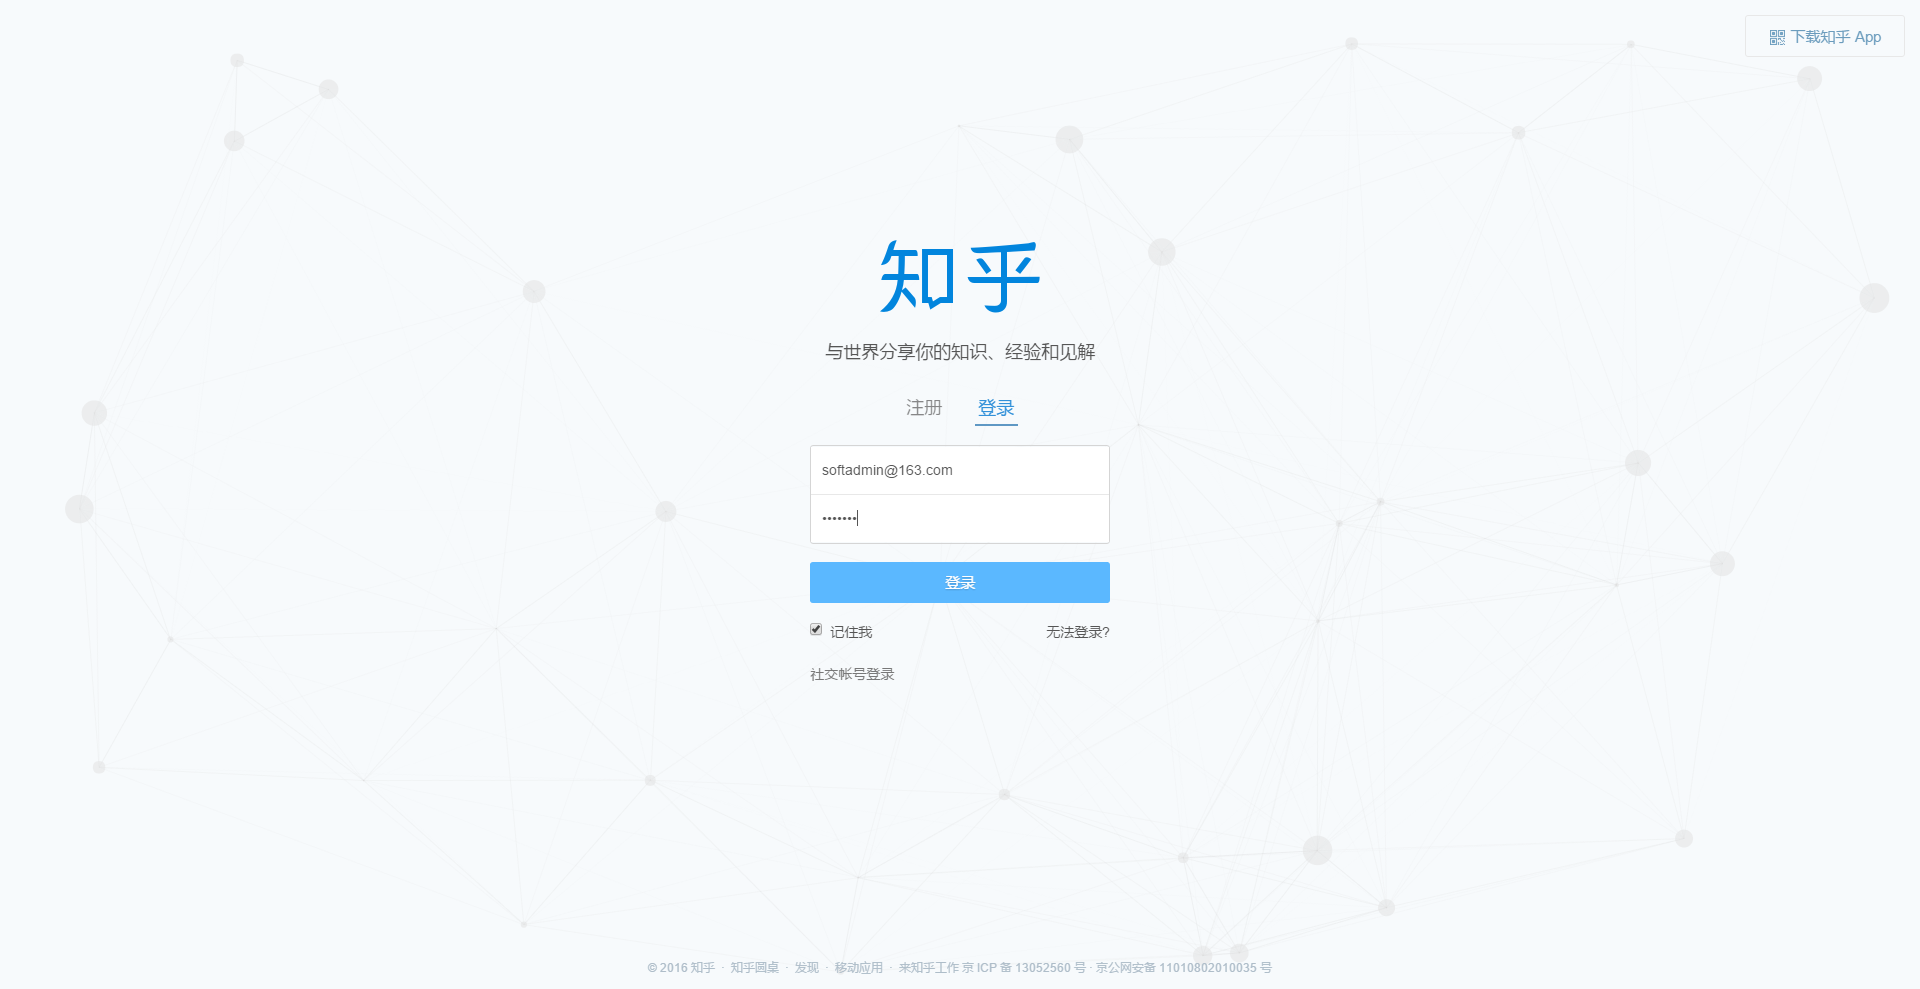 下载知乎 App
知乎
与世界分享你的知识、经验和见解
注册 登录
softadmin@163.com
•••••••
登录
记住我 无法登录?
社交帐号登录
© 2016 知乎 · 知乎圆桌 · 发现 · 移动应用 · 来知乎工作 京 ICP 备 13052560 号 · 京公网安备 11010802010035 号